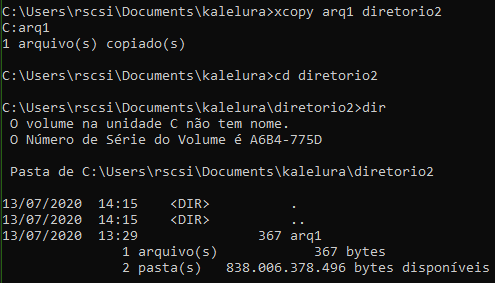 C:\Users\rscsi\Documents\kalelura>xcopy arq1 diretorio2
C:arq1
1 arquivo(s) copiado(s)
C:\Users\rscsi\Documents\kalelura>cd diretorio2
C:\Users\rscsi\Documents\kalelura\diretorio2>dir
O volume na unidade C não tem nome.
O Número de Série do Volume é A6B4-775D
Pasta de C:\Users\rscsi\Documents\kalelura\diretorio2
13/07/2020  14:15    <DIR>          .
13/07/2020  14:15    <DIR>          ..
13/07/2020  13:29               367 arq1
1 arquivo(s)            367 bytes
2 pasta(s)   838.006.378.496 bytes disponíveis